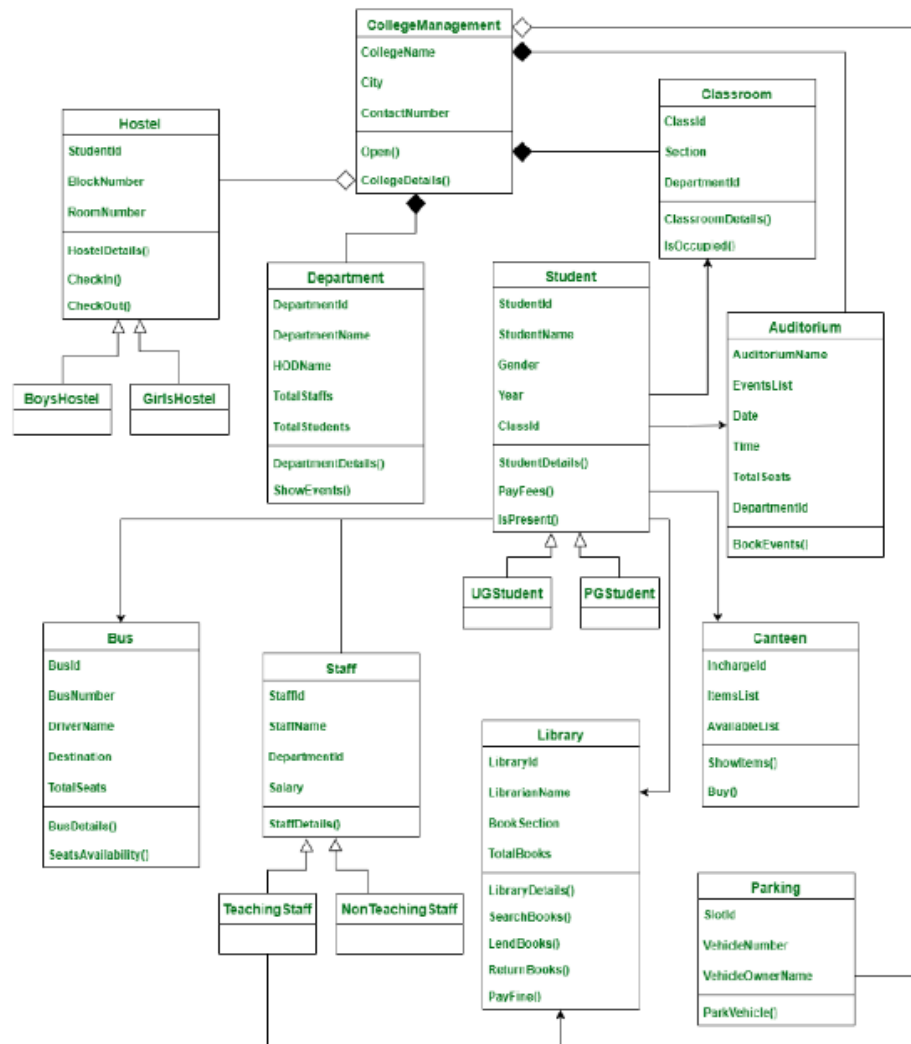 CollegeManagement
CollegeName
City
ContactNumber
Open()
CollegeDetails()
Classroom
ClassId
Section
DepartmentId
ClassroomDetails()
IsOccupied()
Hostel
StudentId
BlockNumber
RoomNumber
HostelDetails()
CheckIn()
CheckOut()
BoysHostel
GirlsHostel
Department
DepartmentId
DepartmentName
HODName
TotalStaffs
TotalStudents
DepartmentDetails()
ShowEvents()
Student
StudentId
StudentName
Gender
Year
ClassId
StudentDetails()
PayFees()
IsPresent()
UGStudent
PGStudent
Auditorium
AuditoriumName
EventsList
Date
Time
TotalSeats
DepartmentId
BookEvents()
Bus
BusId
BusNumber
DriverName
Destination
TotalSeats
BusDetails()
SeatsAvailability()
Staff
StaffId
StaffName
DepartmentId
Salary
StaffDetails()
TeachingStaff
NonTeachingStaff
Library
LibraryId
LibrarianName
BookSection
TotalBooks
LibraryDetails()
SearchBooks()
LendBooks()
ReturnBooks()
PayFine()
Canteen
InchargeId
ItemsList
AvailableList
ShowItems()
Buy()
Parking
SlotId
VehicleNumber
VehicleOwnerName
ParkVehicle()